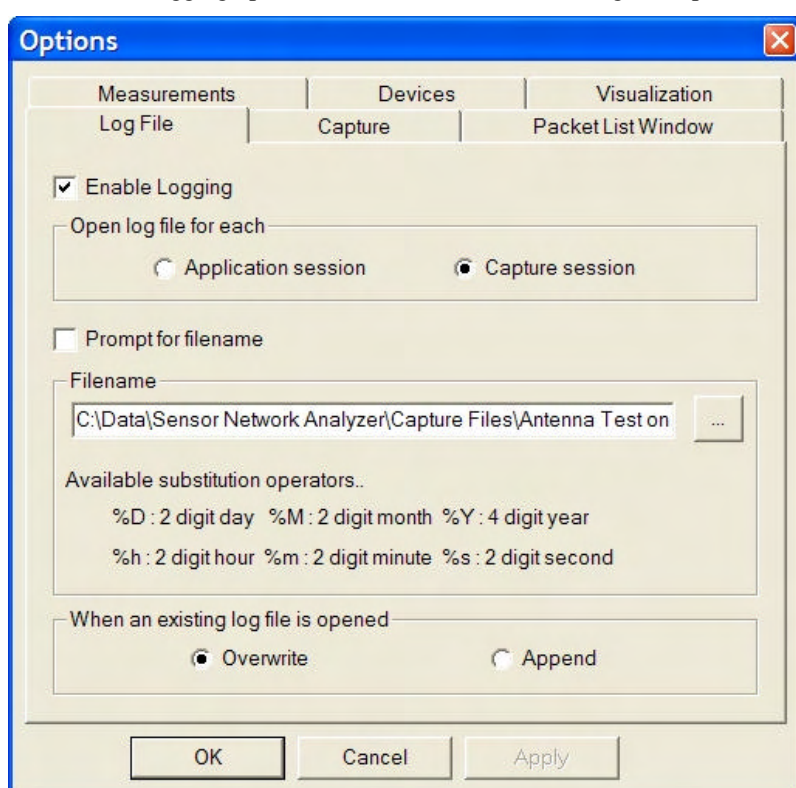 Options
Measurements Devices Visualization
Log File Capture Packet List Window
Enable Logging
Open log file for each
Application session Capture session
Prompt for filename
Filename
C:\Data\Sensor Network Analyzer\Capture Files\Antenna Test on ...
Available substitution operators..
%D : 2 digit day %M : 2 digit month %Y : 4 digit year
%h : 2 digit hour %m : 2 digit minute %s : 2 digit second
When an existing log file is opened
Overwrite Append
OK Cancel Apply